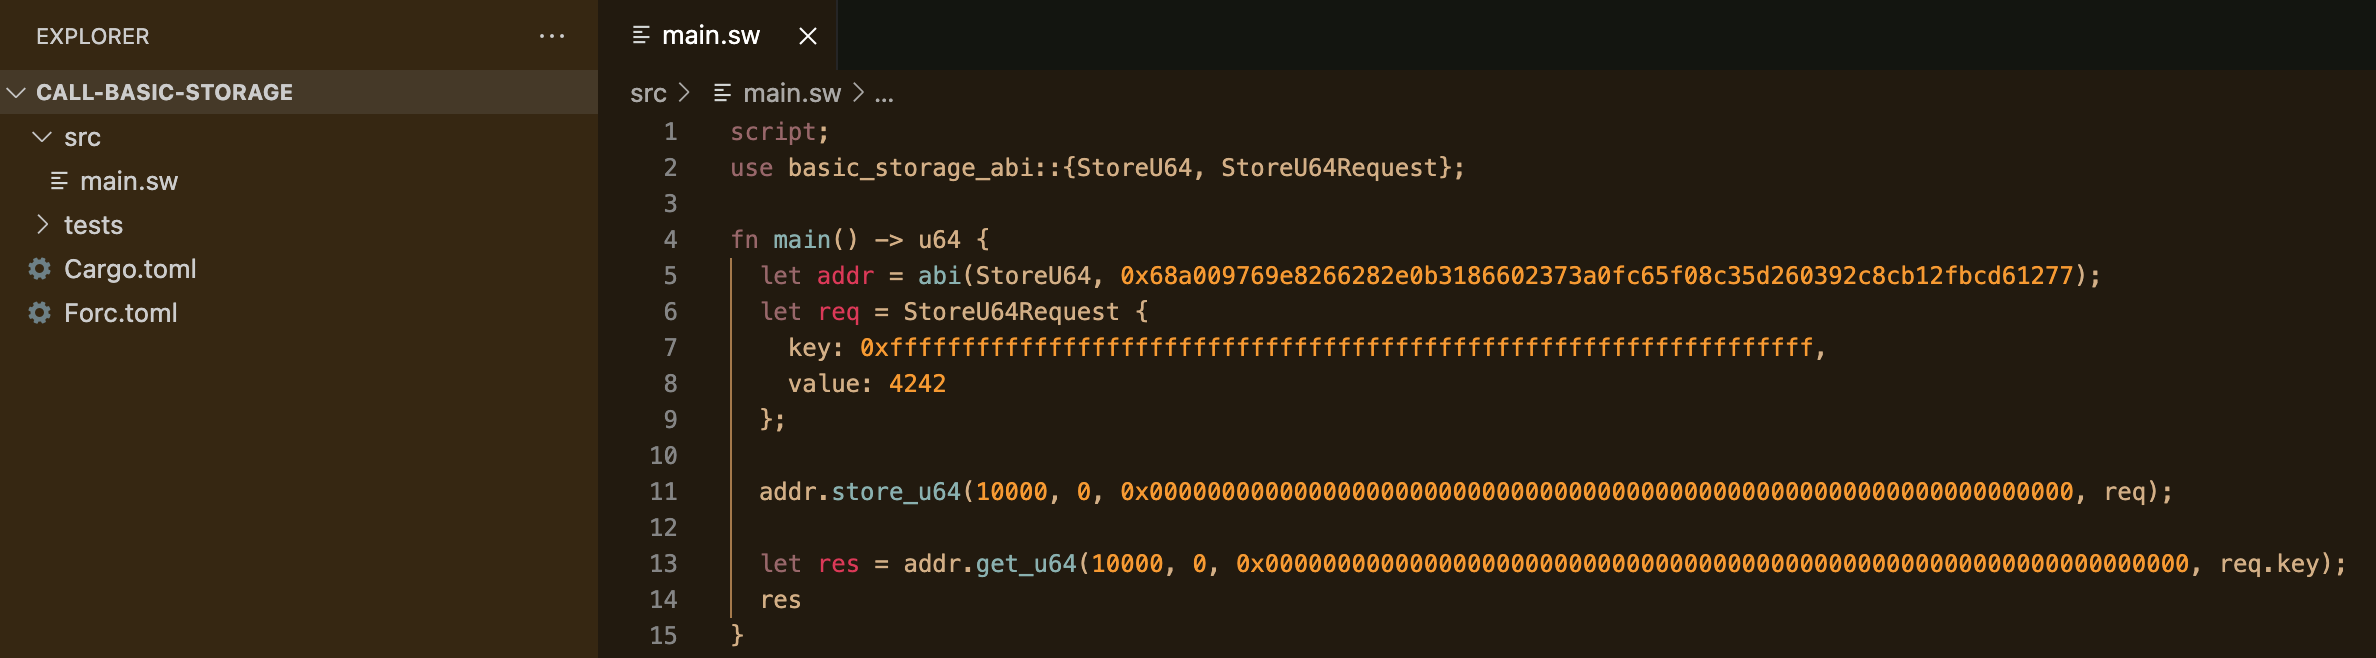 EXPLORER
CALL-BASIC-STORAGE
src
main.sw
tests
Cargo.toml
Forc.toml
main.sw
src > main.sw > ...
1 script;
2 use basic_storage_abi::{StoreU64, StoreU64Request};
3
4 fn main() -> u64 {
5 let addr = abi(StoreU64, 0x68a009769e8266282e0b3186602373a0fc65f08c35d260392c8cb12fbcd61277);
6 let req = StoreU64Request {
7 key: 0xffffffffffffffffffffffffffffffffffffffffffffffffffffffffffffffff,
8 value: 4242
9 };
10
11 addr.store_u64(10000, 0, 0x0000000000000000000000000000000000000000000000000000000000000000, req);
12
13 let res = addr.get_u64(10000, 0, 0x0000000000000000000000000000000000000000000000000000000000000000, req.key);
14 res
15 }